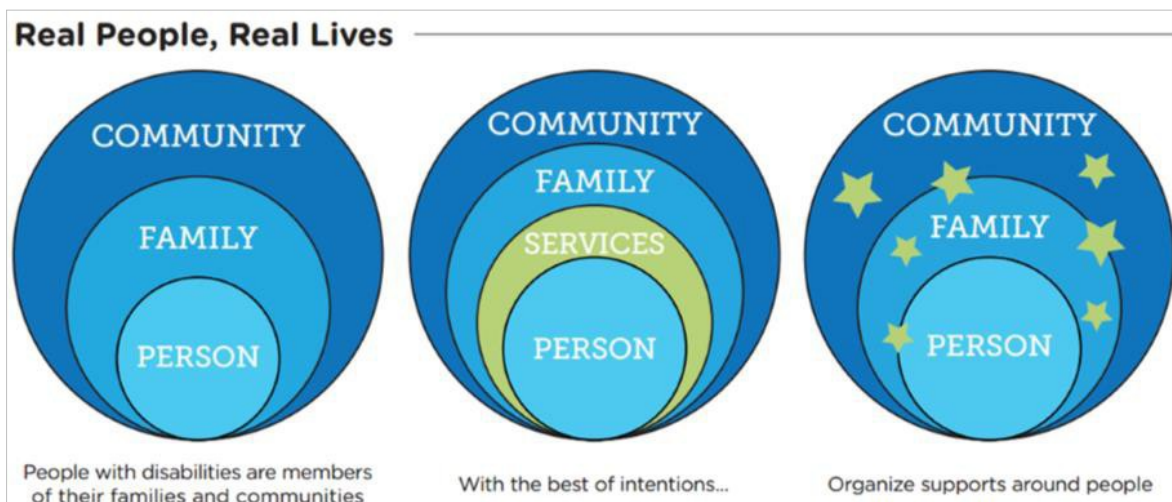 Real People, Real Lives
COMMUNITY
FAMILY
PERSON
People with disabilities are members
of their families and communities
COMMUNITY
FAMILY
SERVICES
PERSON
With the best of intentions...
COMMUNITY
FAMILY
PERSON
Organize supports around people